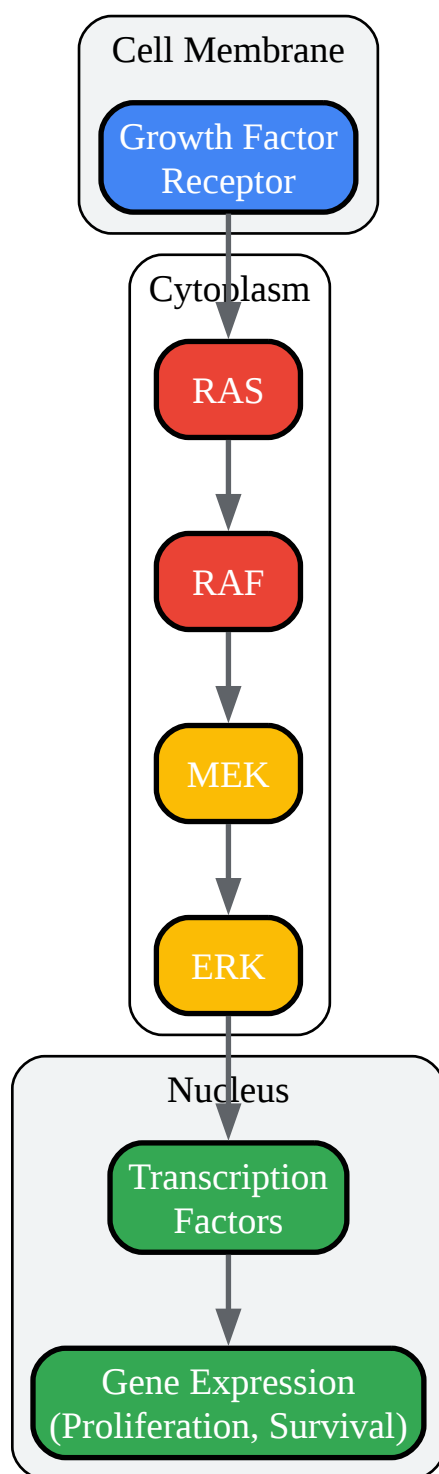 Cell Membrane
Growth Factor
Receptor
Cytoplasm
RAS
RAF
MEK
ERK
Nucleus
Transcription
Factors
Gene Expression
(Proliferation, Survival)